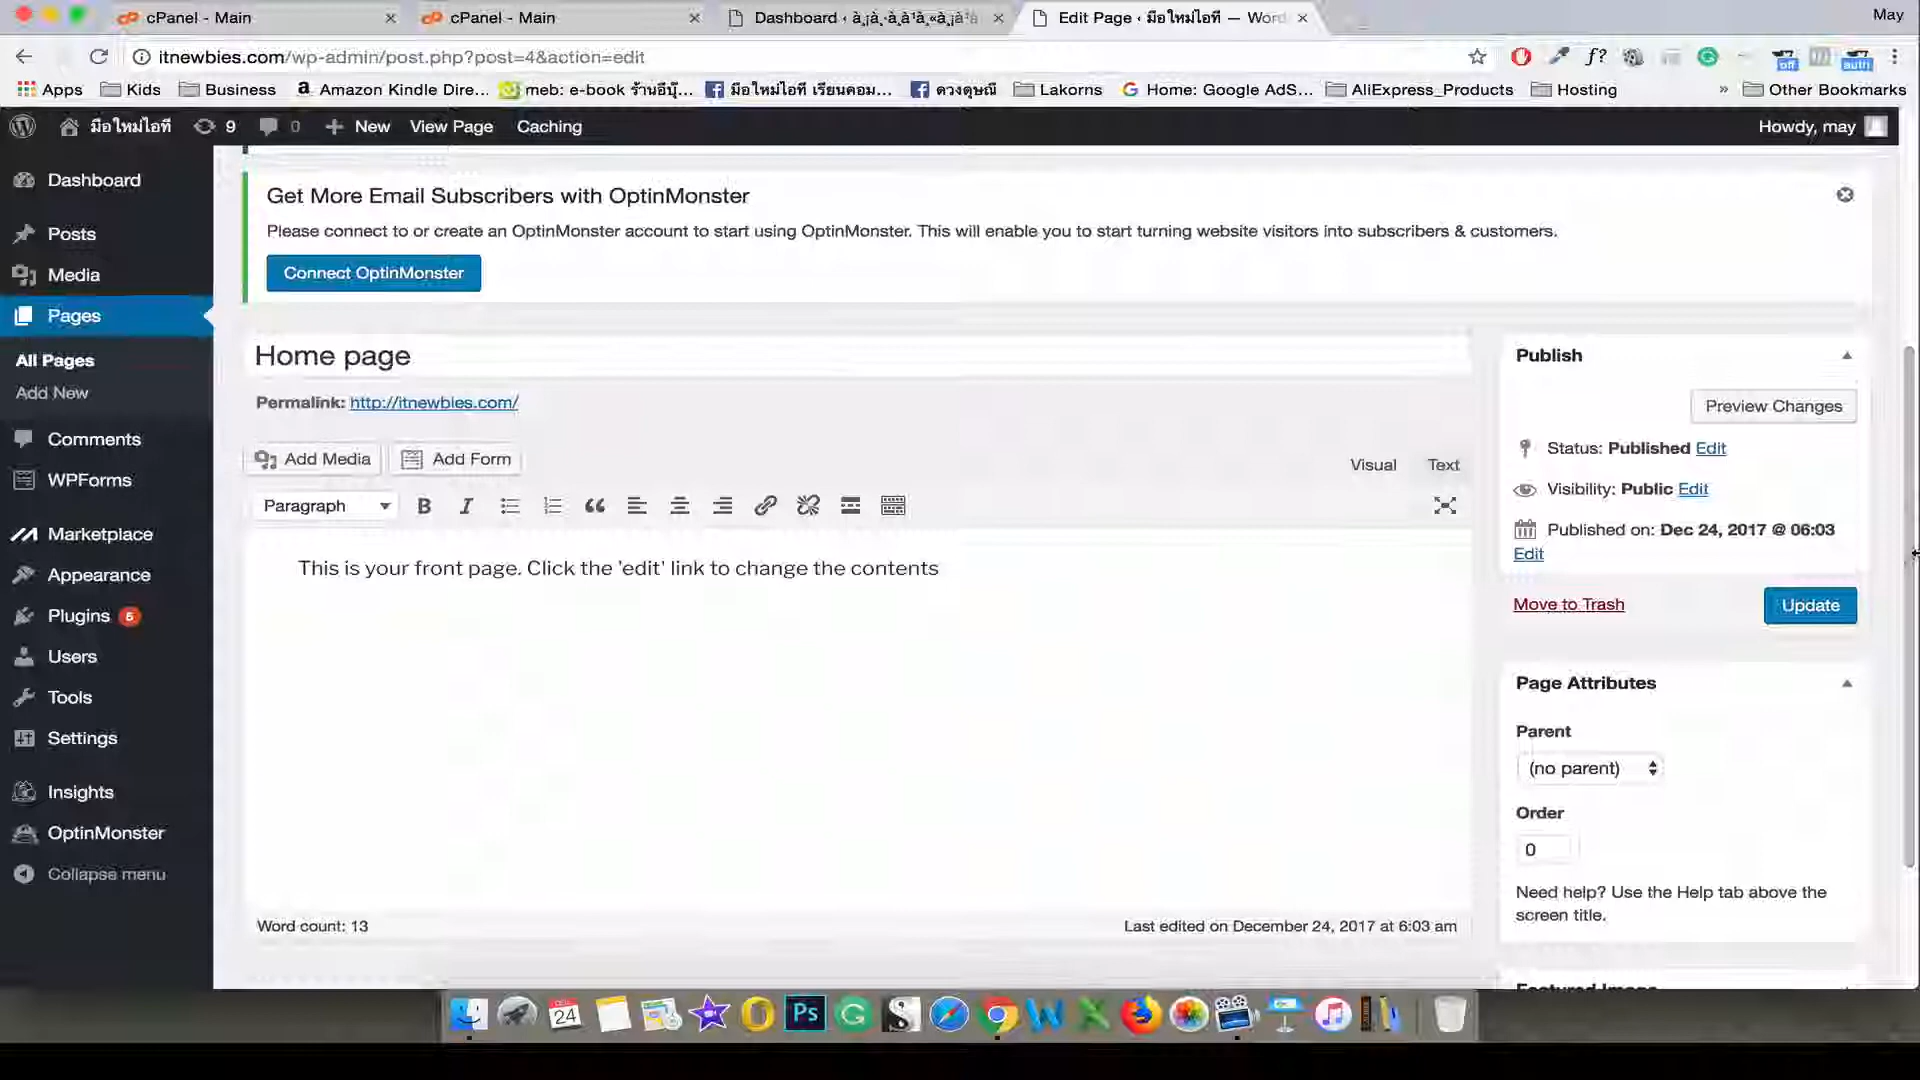 cPanel - Main
cPanel - Main
Dashboard ‹
Edit Page ‹ มือใหม่ไอที — Word
May
itnewbies.com/wp-admin/post.php?post=4&action=edit
f?
off
auth
Apps
Kids
Business
Amazon Kindle Dire...
meb: e-book ร้านอีบุ๊...
มือใหม่ไอที เรียนคอม...
ดวงดุษณี
Lakorns
Home: Google AdS...
AliExpress_Products
Hosting
»
Other Bookmarks
มือใหม่ไอที
9
0
New
View Page
Caching
Howdy, may
Dashboard
Posts
Media
Pages
All Pages
Add New
Comments
WPForms
Marketplace
Appearance
Plugins 5
Users
Tools
Settings
Insights
OptinMonster
Collapse menu
Get More Email Subscribers with OptinMonster
Please connect to or create an OptinMonster account to start using OptinMonster. This will enable you to start turning website visitors into subscribers & customers.
Connect OptinMonster
Home page
Permalink: http://itnewbies.com/
Add Media
Add Form
Visual
Text
Paragraph
B
I
This is your front page. Click the 'edit' link to change the contents
Word count: 13
Last edited on December 24, 2017 at 6:03 am
Publish
Preview Changes
Status: Published Edit
Visibility: Public Edit
Published on: Dec 24, 2017 @ 06:03
Edit
Move to Trash
Update
Page Attributes
Parent
(no parent)
Order
0
Need help? Use the Help tab above the
screen title.
Featured Image
24
Ps